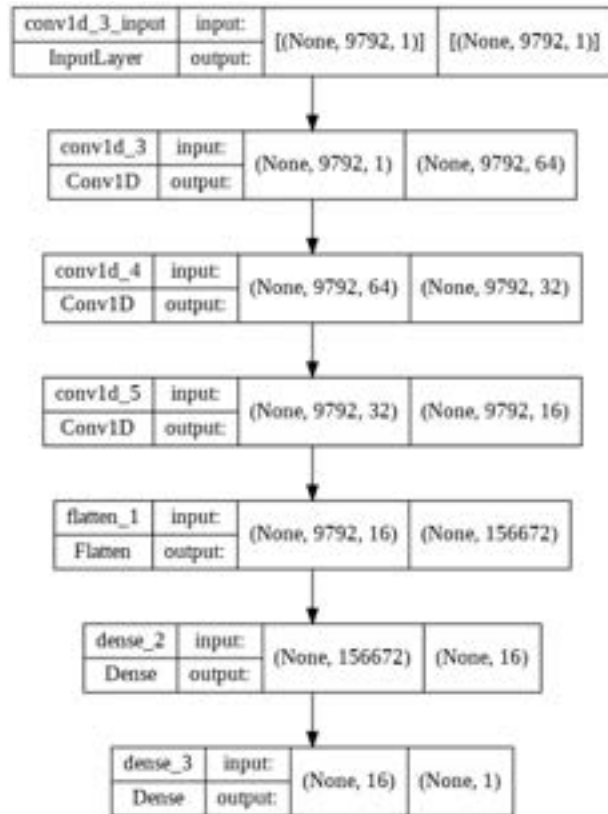 conv1d_3_input input: [(None, 9792, 1)] [(None, 9792, 1)]
InputLayer output:
conv1d_3 input: (None, 9792, 1) (None, 9792, 64)
Conv1D output:
conv1d_4 input: (None, 9792, 64) (None, 9792, 32)
Conv1D output:
conv1d_5 input: (None, 9792, 32) (None, 9792, 16)
Conv1D output:
flatten_1 input: (None, 9792, 16) (None, 156672)
Flatten output:
dense_2 input: (None, 156672) (None, 16)
Dense output:
dense_3 input: (None, 16) (None, 1)
Dense output: